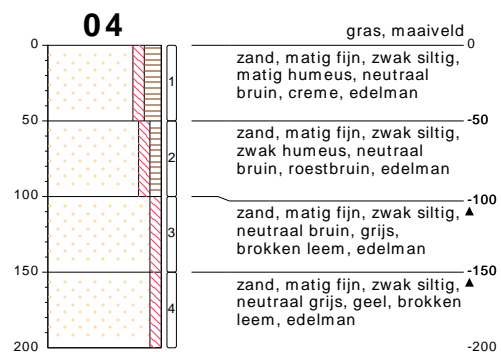 04
gras, maaiveld
0 0
zand, matig fijn, zwak siltig,
matig humeus, neutraal
bruin, creme, edelman
1
50 -50
zand, matig fijn, zwak siltig,
zwak humeus, neutraal
bruin, roestbruin, edelman
2
100 -100
zand, matig fijn, zwak siltig,
neutraal bruin, grijs,
brokken leem, edelman
3
150 -150
zand, matig fijn, zwak siltig,
neutraal grijs, geel, brokken
leem, edelman
4
200 -200